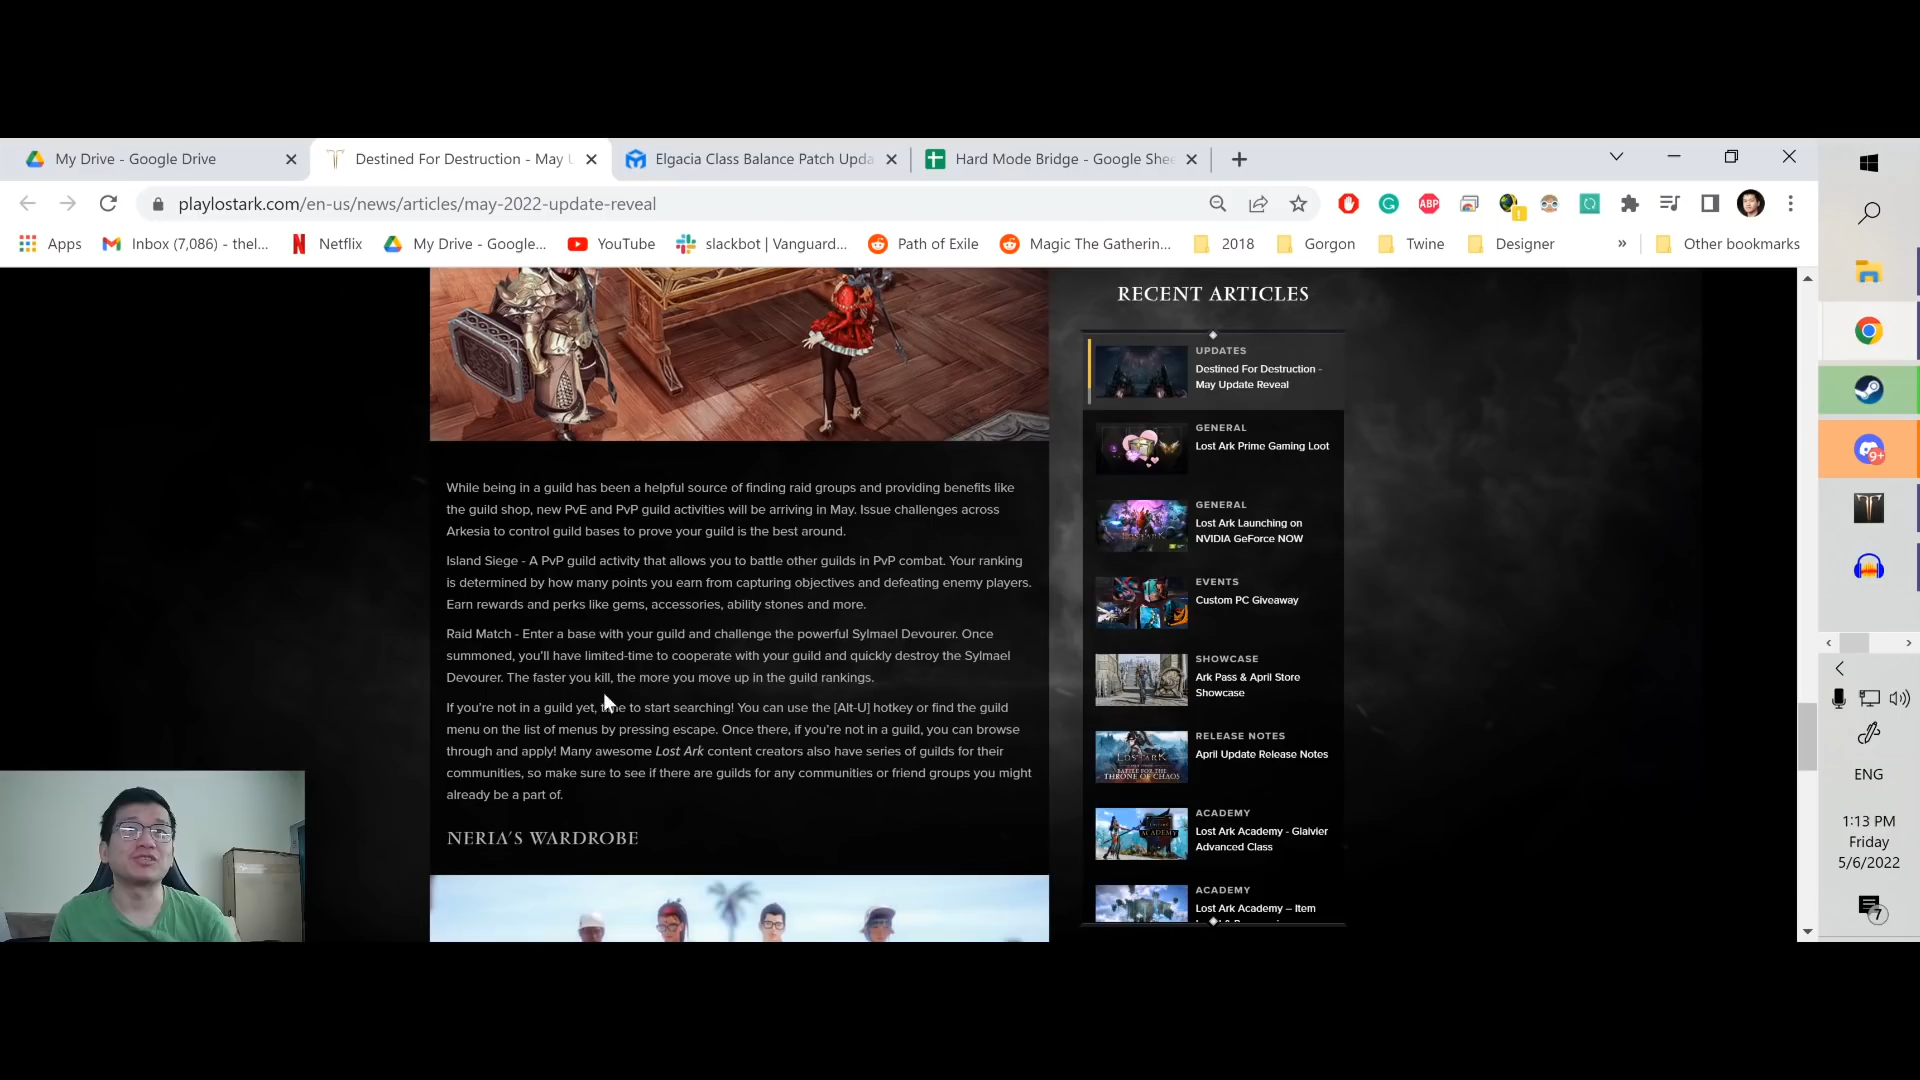 My Drive - Google Drive
Destined For Destruction - May U
Elgacia Class Balance Patch Upda
Hard Mode Bridge - Google Shee
playlostark.com/en-us/news/articles/may-2022-update-reveal
ABP
Apps
Inbox (7,086) - thel...
Netflix
My Drive - Google...
YouTube
slackbot | Vanguard...
Path of Exile
Magic The Gatherin...
2018
Gorgon
Twine
Designer
»
Other bookmarks
While being in a guild has been a helpful source of finding raid groups and providing benefits like
the guild shop, new PvE and PvP guild activities will be arriving in May. Issue challenges across
Arkesia to control guild bases to prove your guild is the best around.
Island Siege - A PvP guild activity that allows you to battle other guilds in PvP combat. Your ranking
is determined by how many points you earn from capturing objectives and defeating enemy players.
Earn rewards and perks like gems, accessories, ability stones and more.
Raid Match - Enter a base with your guild and challenge the powerful Sylmael Devourer. Once
summoned, you'll have limited-time to cooperate with your guild and quickly destroy the Sylmael
Devourer. The faster you kill, the more you move up in the guild rankings.
If you're not in a guild yet, time to start searching! You can use the [Alt-U] hotkey or find the guild
menu on the list of menus by pressing escape. Once there, if you're not in a guild, you can browse
through and apply! Many awesome Lost Ark content creators also have series of guilds for their
communities, so make sure to see if there are guilds for any communities or friend groups you might
already be a part of.
NERIA'S WARDROBE
RECENT ARTICLES
UPDATES
Destined For Destruction -
May Update Reveal
GENERAL
Lost Ark Prime Gaming Loot
GENERAL
Lost Ark Launching on
NVIDIA GeForce NOW
EVENTS
Custom PC Giveaway
SHOWCASE
Ark Pass & April Store
Showcase
RELEASE NOTES
April Update Release Notes
LOST ARK
BATTLE FOR THE
THRONE OF CHAOS
ACADEMY
Lost Ark Academy - Glaivier
Advanced Class
ACADEMY
ACADEMY
Lost Ark Academy – Item
9+
ENG
1:13 PM
Friday
5/6/2022
7